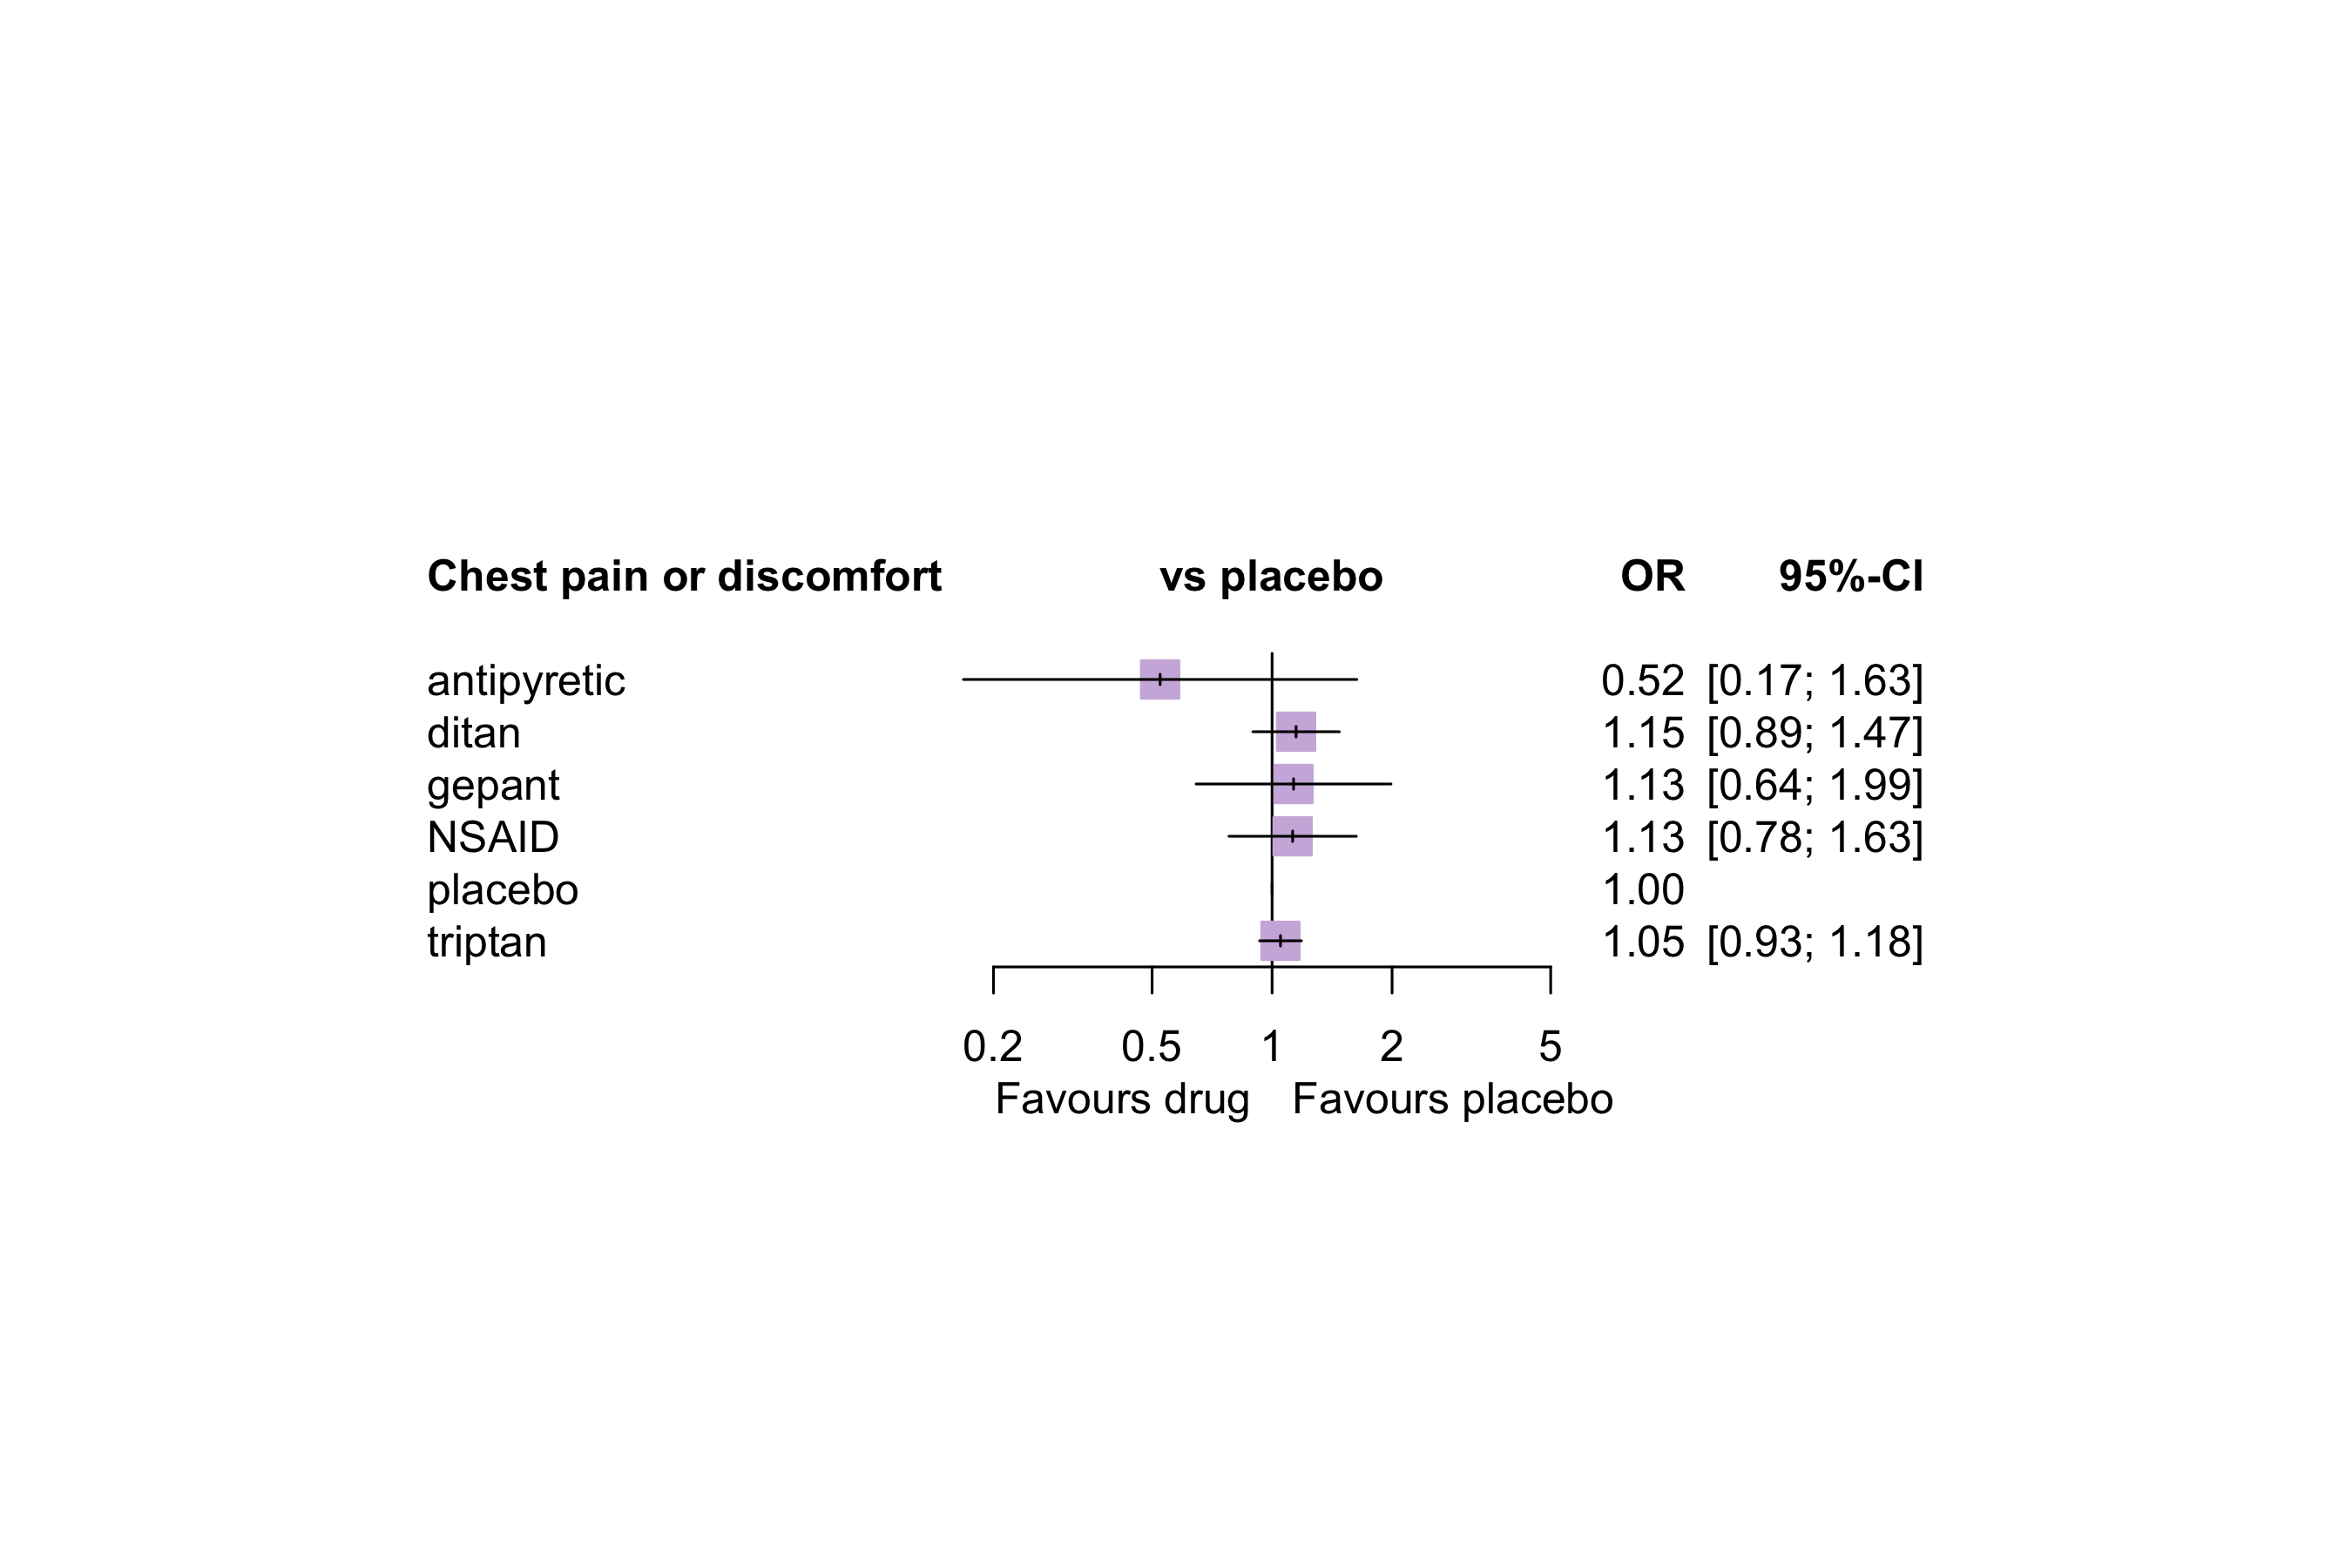 Chest pain or discomfort vs placebo OR 95%-CI
antipyretic 0.52 [0.17; 1.63]
ditan 1.15 [0.89; 1.47]
gepant 1.13 [0.64; 1.99]
NSAID 1.13 [0.78; 1.63]
placebo 1.00
triptan 1.05 [0.93; 1.18]
0.2 0.5 1 2 5
Favours drug Favours placebo